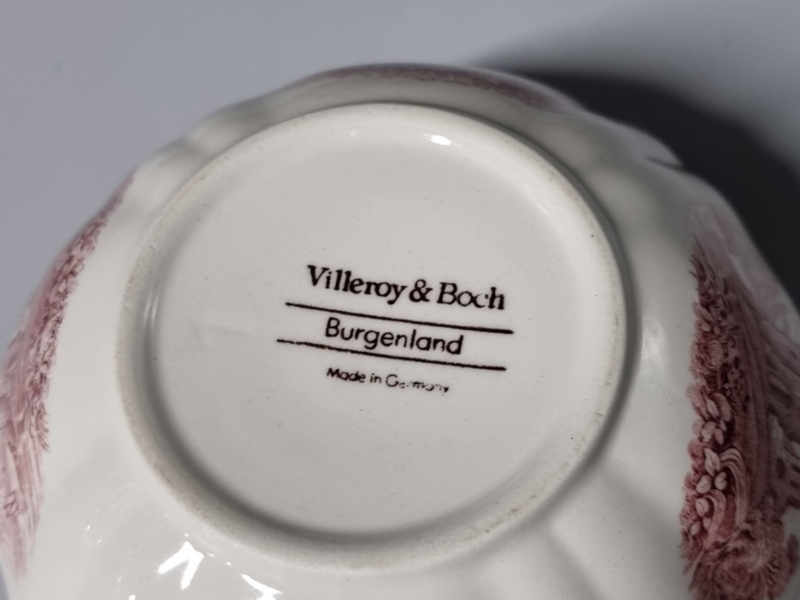 Villeroy & Boch
Burgenland
Made in Germany